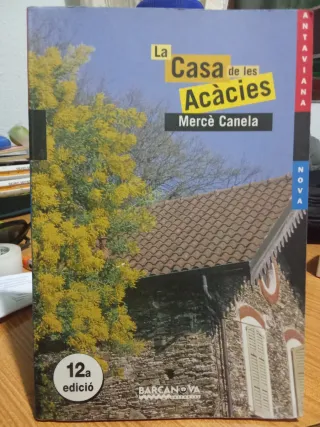 La
Casa de les
Acàcies
Mercè Canela
ANTAVIANA
NOVA
12a
edició
BARCANOVA